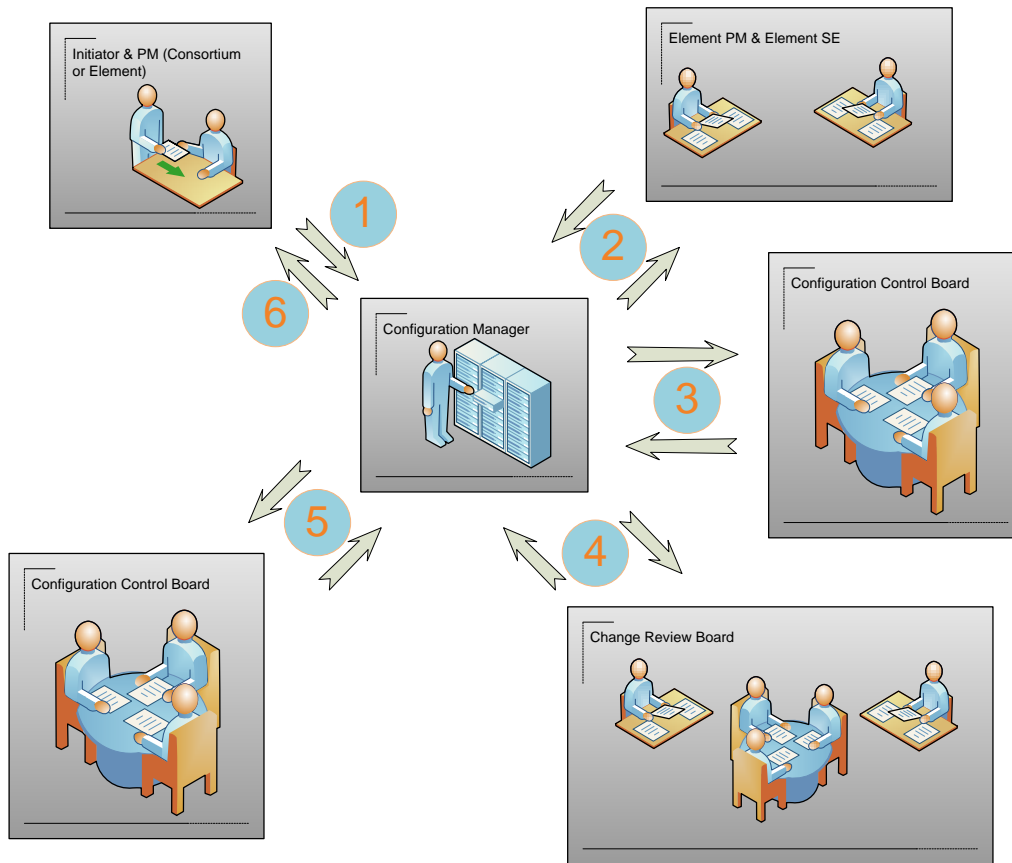 Initiator & PM (Consortium
or Element)
Element PM & Element SE
1
2
6
Configuration Control Board
Configuration Manager
3
5
4
Configuration Control Board
Change Review Board